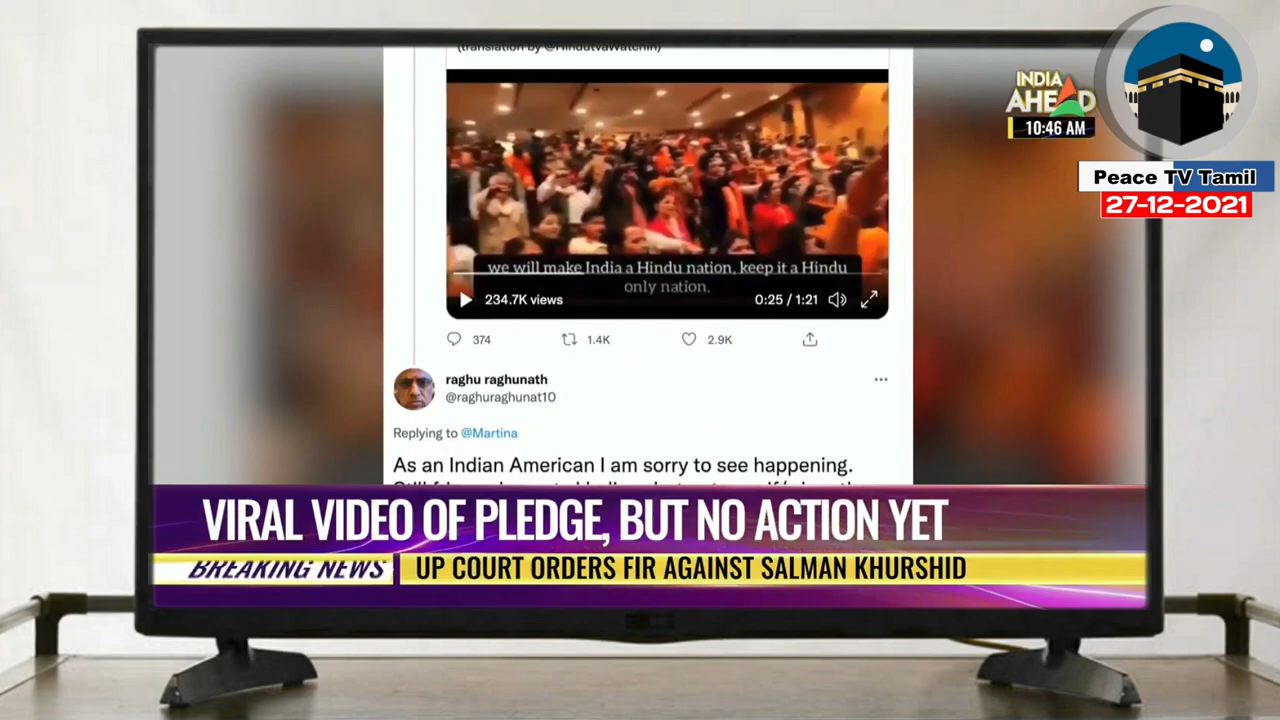 (translation by @HindutvaWatchIn)
INDIA
AHEAD
10:46 AM
Peace TV Tamil
27-12-2021
we will make India a Hindu nation, keep it a Hindu
only nation.
234.7K views
0:25 / 1:21
374
1.4K
2.9K
raghu raghunath
@raghuraghunat10
Replying to @Martina
As an Indian American I am sorry to see happening.
VIRAL VIDEO OF PLEDGE, BUT NO ACTION YET
BREAKING NEWS
UP COURT ORDERS FIR AGAINST SALMAN KHURSHID